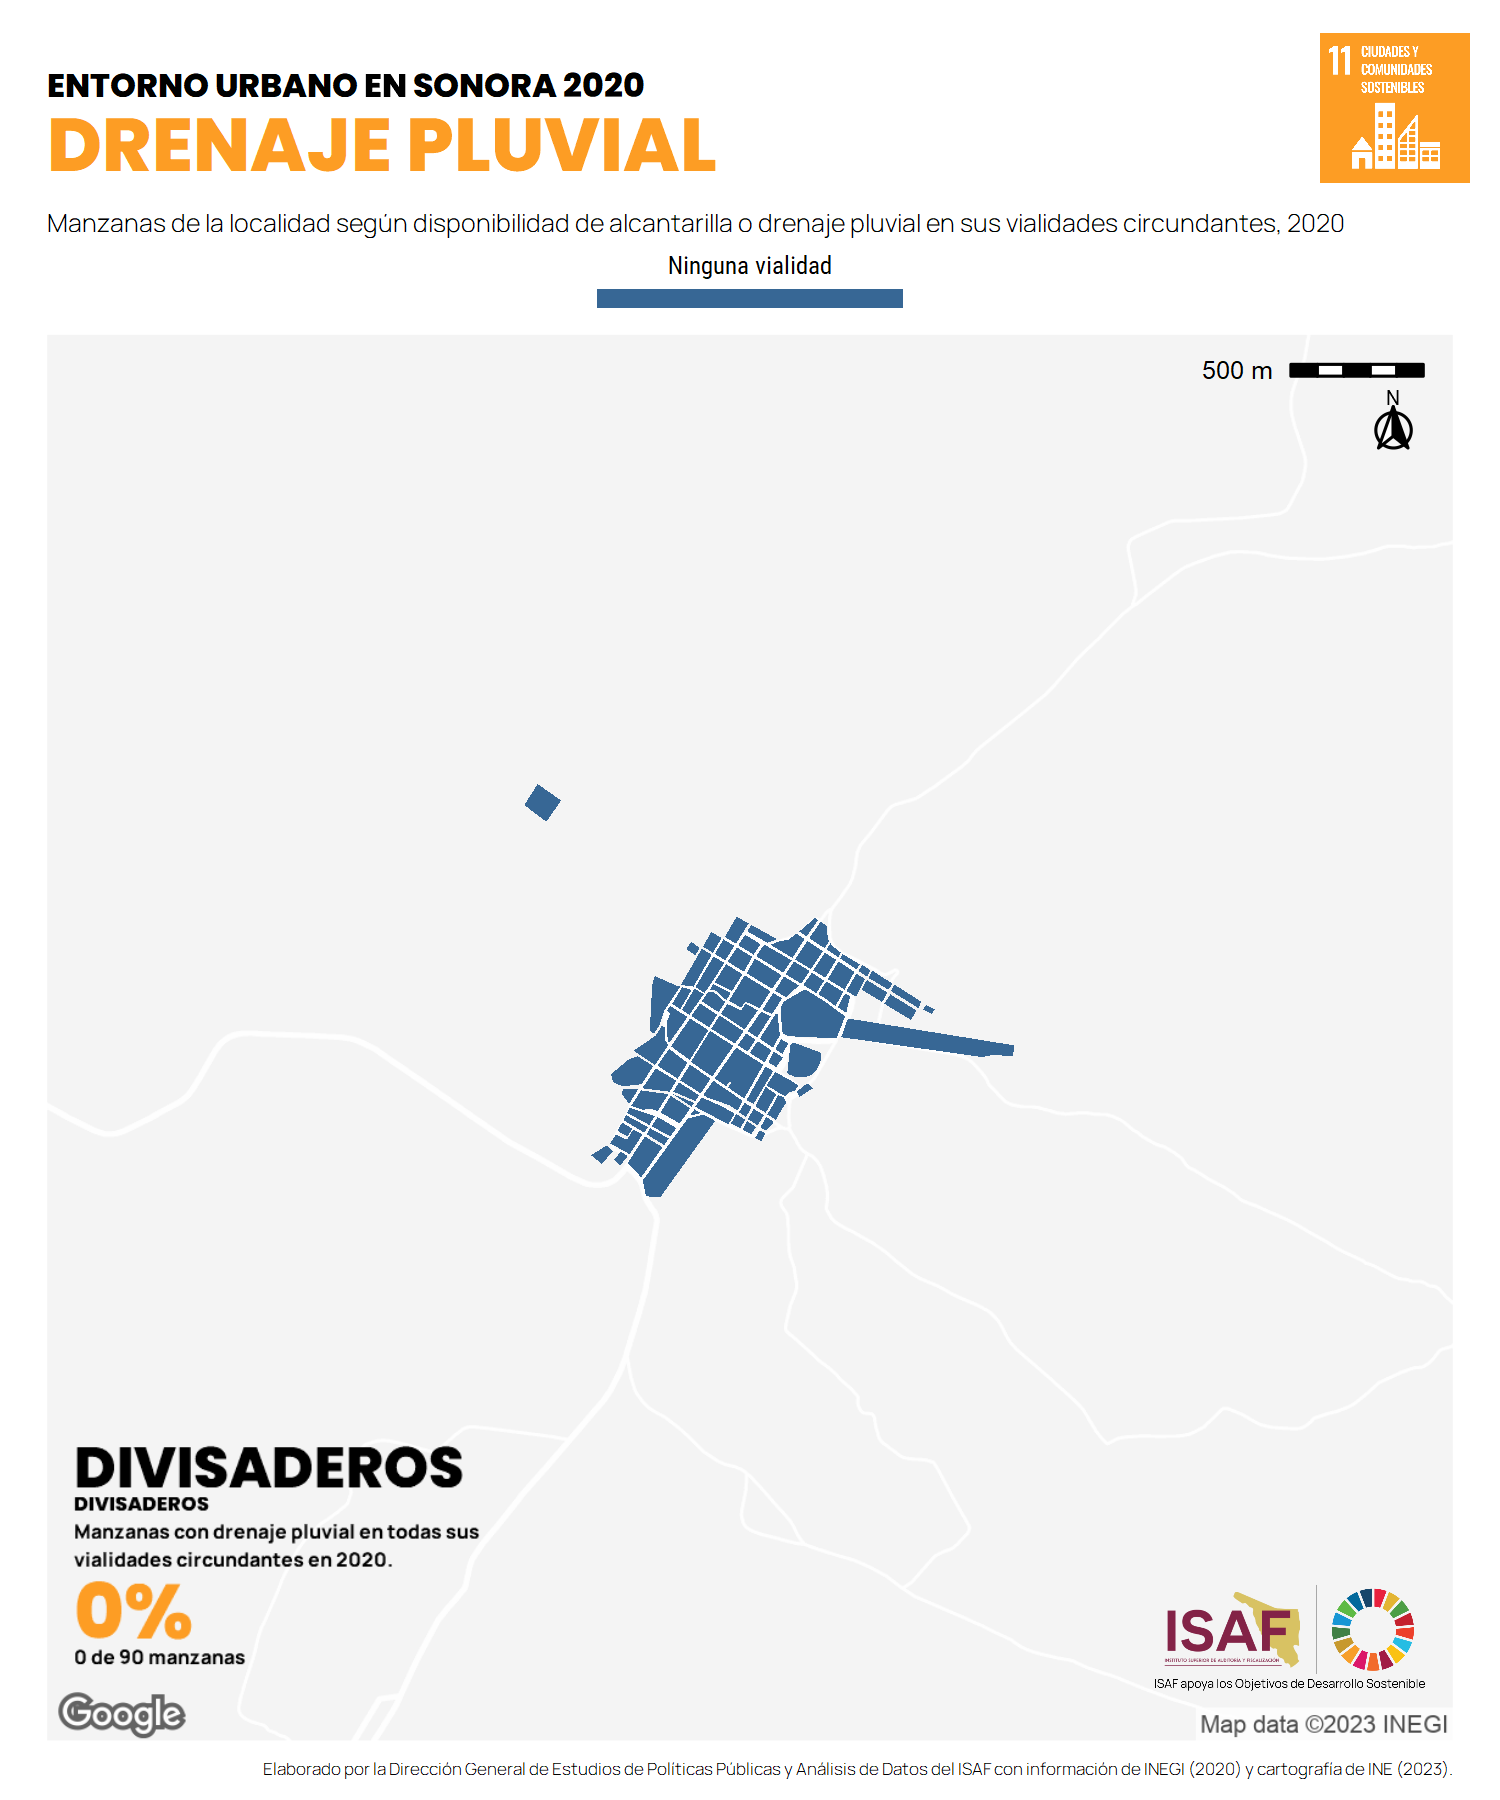 ENTORNO URBANO EN SONORA 2020
DRENAJE PLUVIAL
11 CIUDADES Y
COMUNIDADES
SOSTENIBLES
Manzanas de la localidad según disponibilidad de alcantarilla o drenaje pluvial en sus vialidades circundantes, 2020
Ninguna vialidad
500 m
N
DIVISADEROS
DIVISADEROS
Manzanas con drenaje pluvial en todas sus
vialidades circundantes en 2020.
0%
0 de 90 manzanas
ISAF
INSTITUTO SUPERIOR DE AUDITORÍA Y FISCALIZACIÓN
ISAF apoya los Objetivos de Desarrollo Sostenible
Google
Map data ©2023 INEGI
Elaborado por la Dirección General de Estudios de Políticas Públicas y Análisis de Datos del ISAF con información de INEGI (2020) y cartografía de INE (2023).